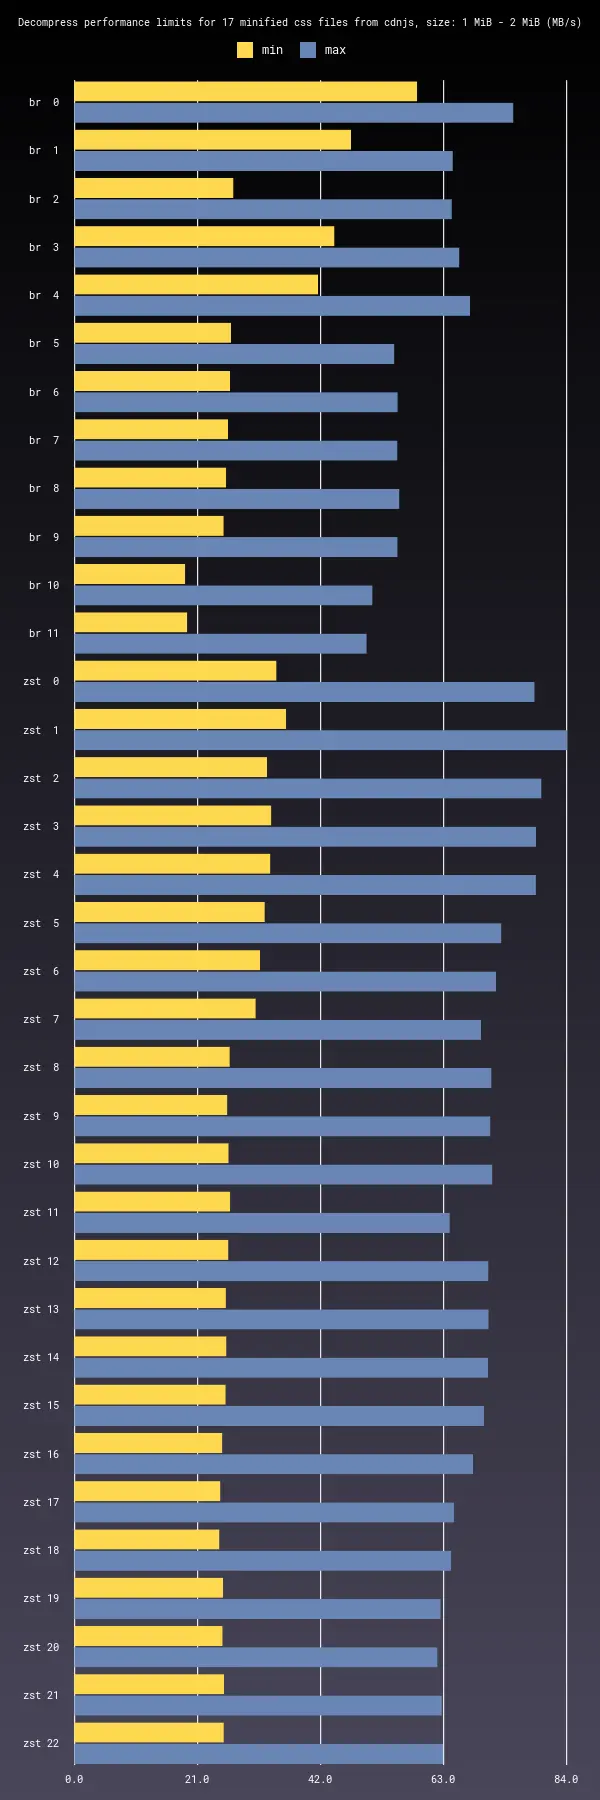 Decompress performance limits for 17 minified css files from cdnjs, size: 1 MiB - 2 MiB (MB/s)
min max
br 0
br 1
br 2
br 3
br 4
br 5
br 6
br 7
br 8
br 9
br 10
br 11
zst 0
zst 1
zst 2
zst 3
zst 4
zst 5
zst 6
zst 7
zst 8
zst 9
zst 10
zst 11
zst 12
zst 13
zst 14
zst 15
zst 16
zst 17
zst 18
zst 19
zst 20
zst 21
zst 22
0.0 21.0 42.0 63.0 84.0